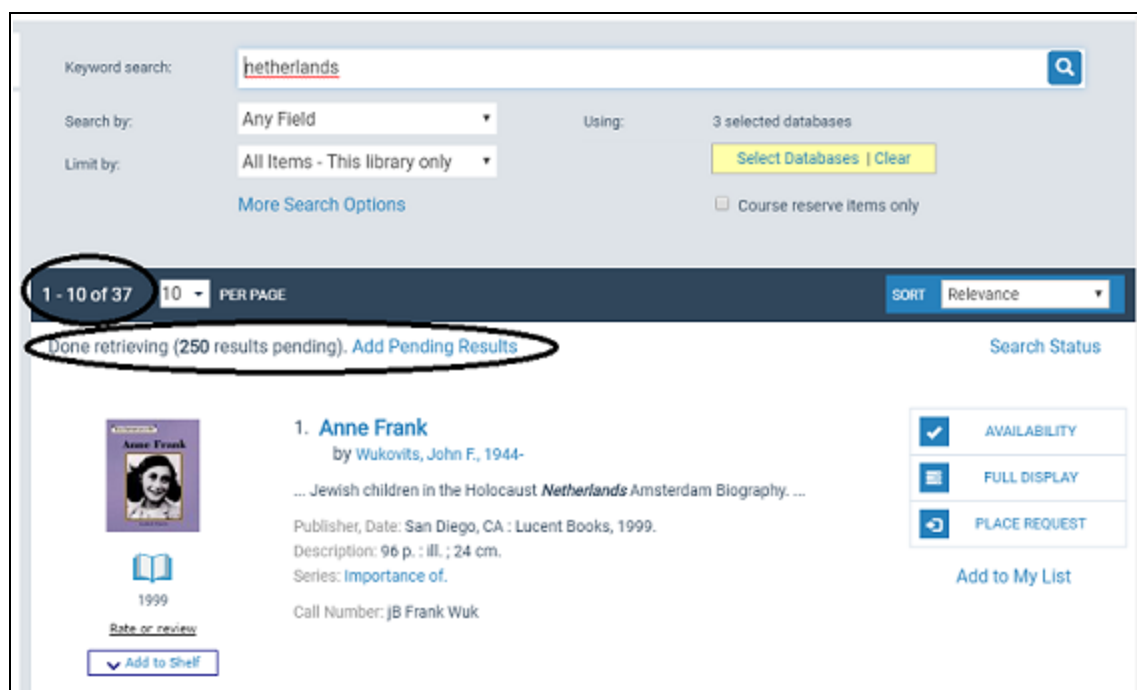 Keyword search: netherlands
Search by: Any Field Using: 3 selected databases
Limit by: All Items - This library only Select Databases | Clear
More Search Options Course reserve items only
1 - 10 of 37 10 PER PAGE SORT Relevance
Done retrieving (250 results pending). Add Pending Results Search Status
Anne Frank
1. Anne Frank
by Wukovits, John F., 1944-
... Jewish children in the Holocaust Netherlands Amsterdam Biography. ...
Publisher, Date: San Diego, CA : Lucent Books, 1999.
Description: 96 p. : ill. ; 24 cm.
Series: Importance of.
Call Number: jB Frank Wuk
1999
Rate or review
Add to Shelf
AVAILABILITY
FULL DISPLAY
PLACE REQUEST
Add to My List